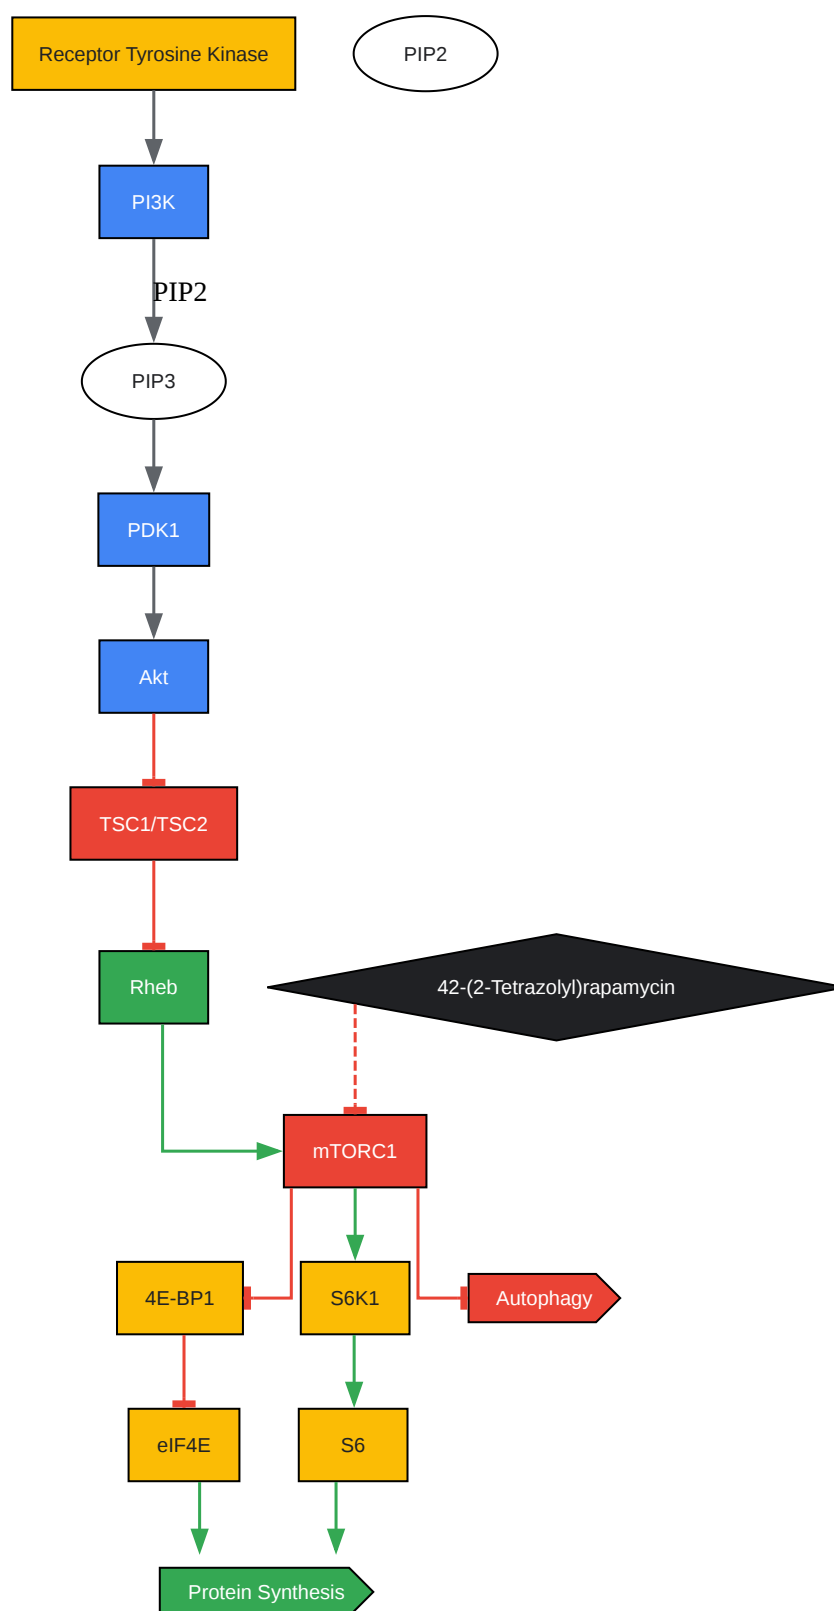 Receptor Tyrosine Kinase
PIP2
PI3K
PIP2
PIP3
PDK1
Akt
TSC1/TSC2
Rheb
42-(2-Tetrazolyl)rapamycin
mTORC1
4E-BP1
S6K1
Autophagy
eIF4E
S6
Protein Synthesis